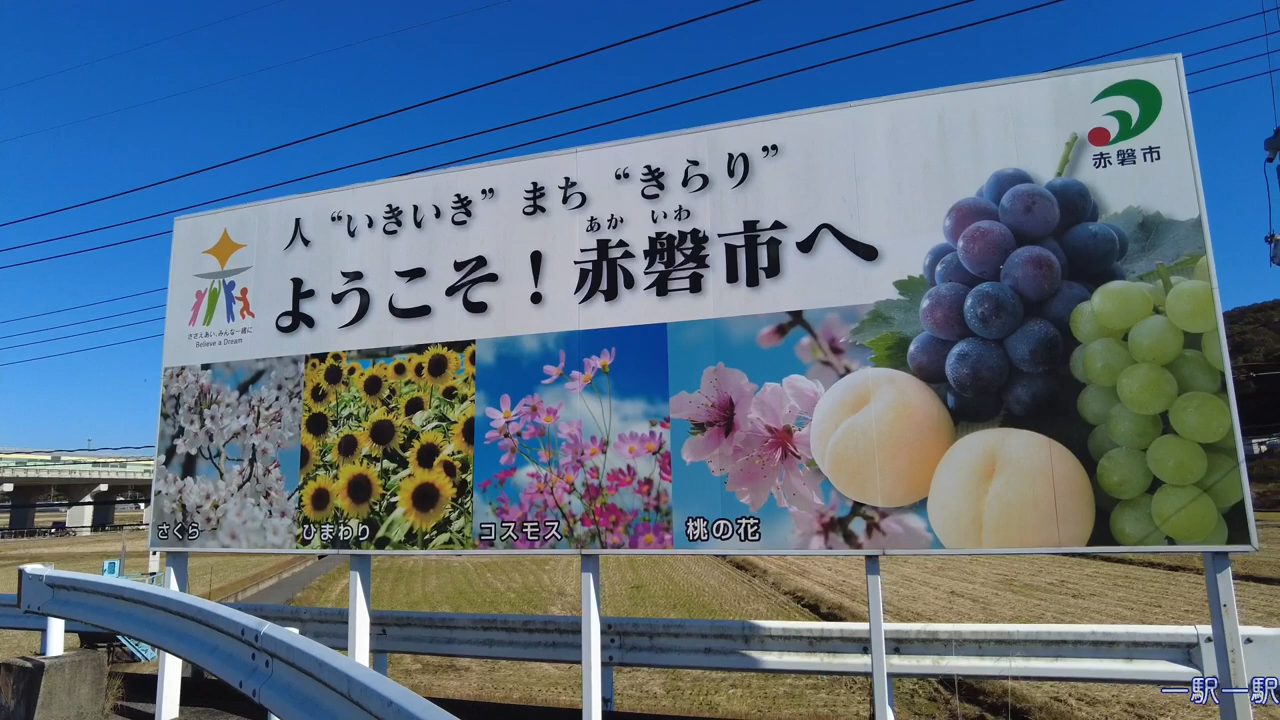 人“いきいき”まち“きらり”
あか いわ
ようこそ！赤磐市へ
赤磐市
ささえあい、みんな一緒に
Believe a Dream
さくら
ひまわり
コスモス
桃の花
一駅一駅